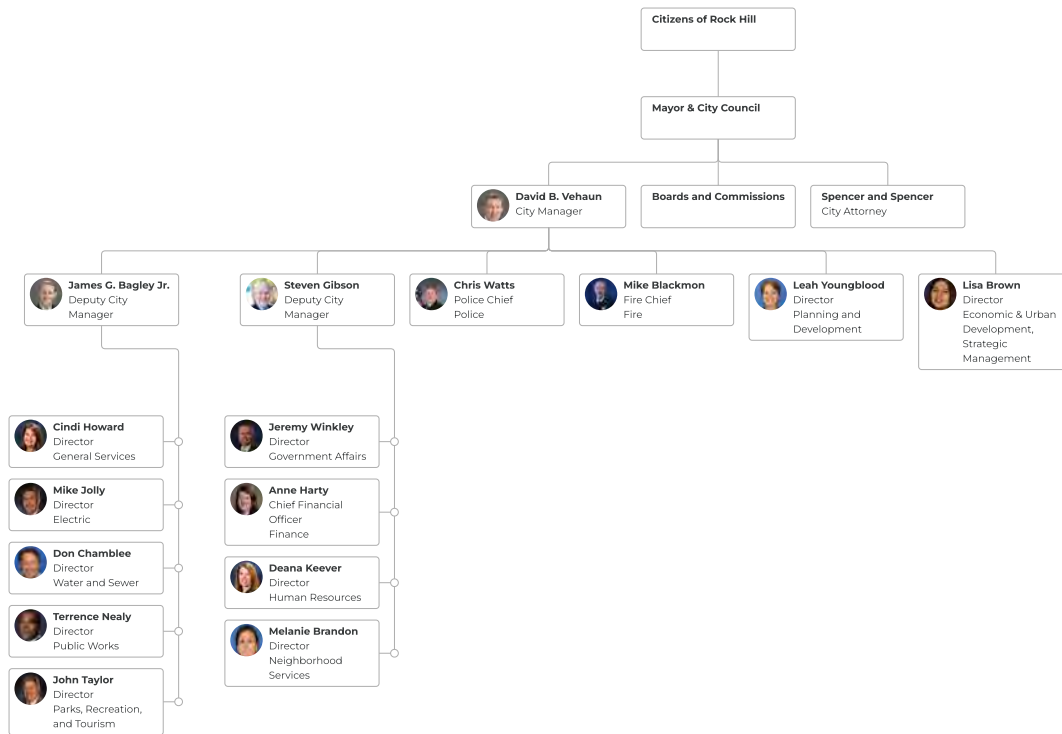 Citizens of Rock Hill
Mayor & City Council
David B. Vehaun
City Manager
Boards and Commissions
Spencer and Spencer
City Attorney
James G. Bagley Jr.
Deputy City
Manager
Steven Gibson
Deputy City
Manager
Chris Watts
Police Chief
Police
Mike Blackmon
Fire Chief
Fire
Leah Youngblood
Director
Planning and
Development
Lisa Brown
Director
Economic & Urban
Development,
Strategic
Management
Cindi Howard
Director
General Services
Mike Jolly
Director
Electric
Don Chamblee
Director
Water and Sewer
Terrence Nealy
Director
Public Works
John Taylor
Director
Parks, Recreation,
and Tourism
Jeremy Winkley
Director
Government Affairs
Anne Harty
Chief Financial
Officer
Finance
Deana Keever
Director
Human Resources
Melanie Brandon
Director
Neighborhood
Services